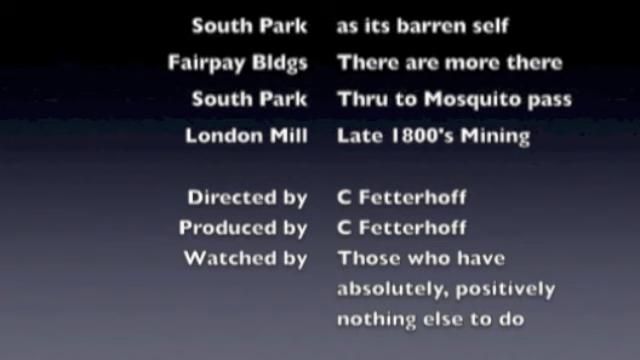 South Park as its barren self
Fairpay Bldgs There are more there
South Park Thru to Mosquito pass
London Mill Late 1800's Mining
Directed by C Fetterhoff
Produced by C Fetterhoff
Watched by Those who have
absolutely, positively
nothing else to do